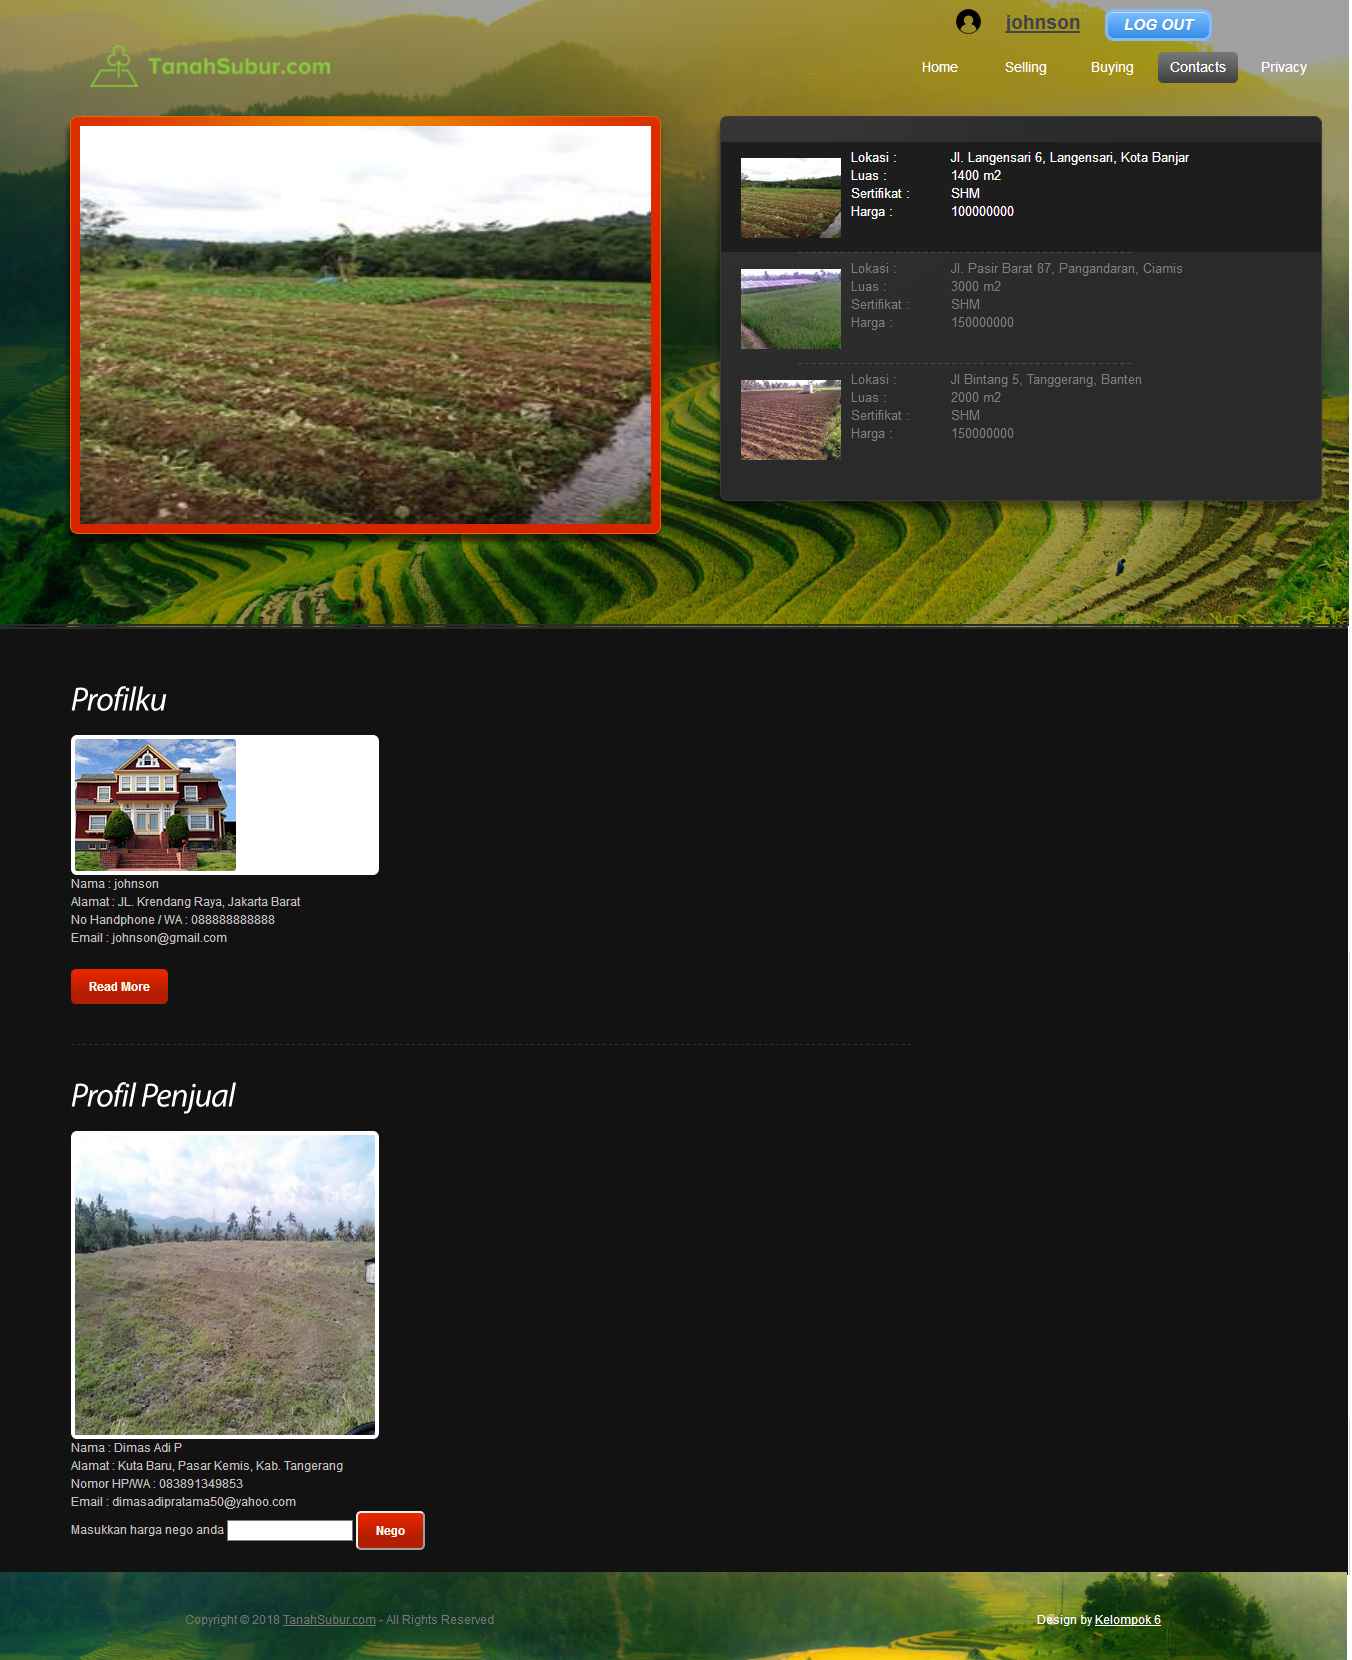 johnson
LOG OUT
TanahSubur.com
Home
Selling
Buying
Contacts
Privacy
Lokasi : Jl. Langensari 6, Langensari, Kota Banjar
Luas : 1400 m2
Sertifikat : SHM
Harga : 100000000
Lokasi : Jl. Pasir Barat 87, Pangandaran, Ciamis
Luas : 3000 m2
Sertifikat : SHM
Harga : 150000000
Lokasi : Jl Bintang 5, Tanggerang, Banten
Luas : 2000 m2
Sertifikat : SHM
Harga : 150000000
Profilku
Nama : johnson
Alamat : JL. Krendang Raya, Jakarta Barat
No Handphone / WA : 088888888888
Email : johnson@gmail.com
Read More
Profil Penjual
Nama : Dimas Adi P
Alamat : Kuta Baru, Pasar Kemis, Kab. Tangerang
Nomor HP/WA : 083891349853
Email : dimasadipratama50@yahoo.com
Masukkan harga nego anda
Nego
Copyright © 2018 TanahSubur.com - All Rights Reserved
Design by Kelompok 6